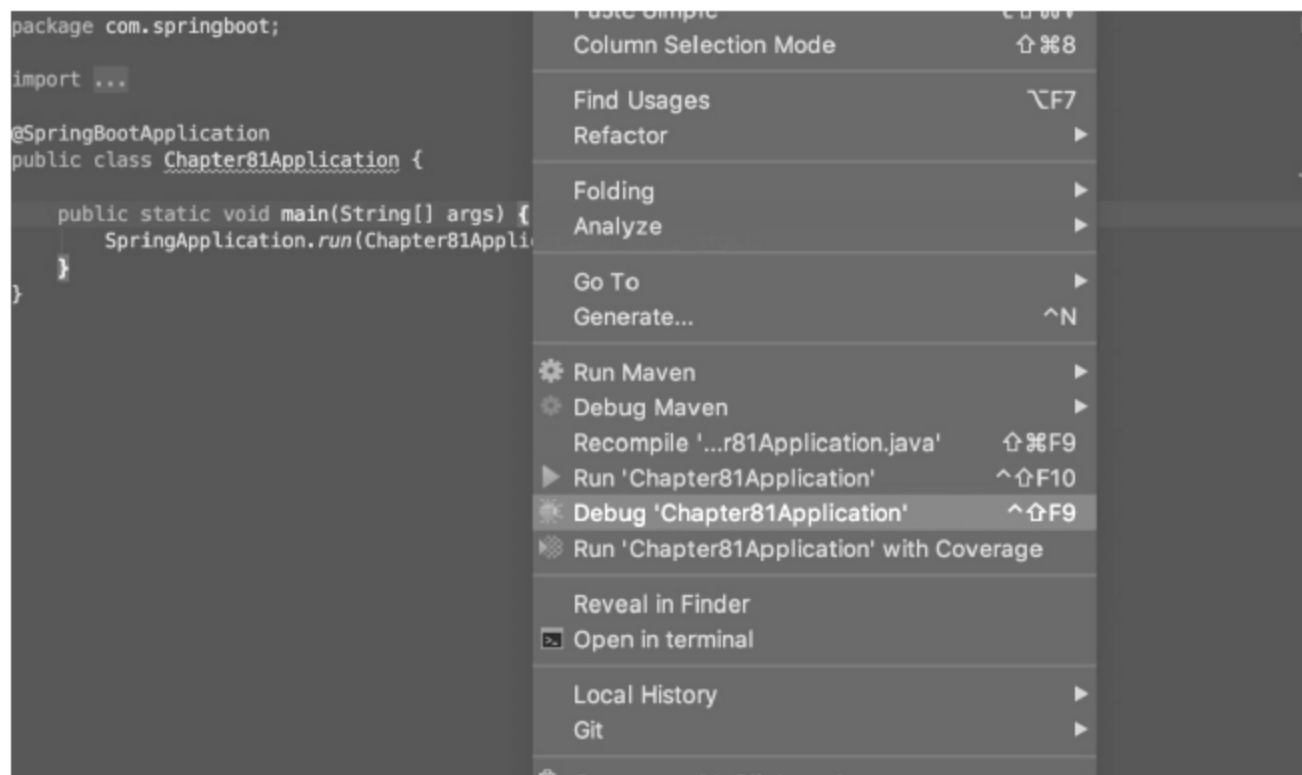 package com.springboot;
import ...
@SpringBootApplication
public class Chapter81Application {
public static void main(String[] args) {
SpringApplication.run(Chapter81Appli
}
}
Paste Simple
Column Selection Mode ⇧⌘8
Find Usages ⌥F7
Refactor ▶
Folding ▶
Analyze ▶
Go To ▶
Generate... ^N
Run Maven ▶
Debug Maven ▶
Recompile '...r81Application.java' ⇧⌘F9
Run 'Chapter81Application' ^⇧F10
Debug 'Chapter81Application' ^⇧F9
Run 'Chapter81Application' with Coverage
Reveal in Finder
Open in terminal
Local History ▶
Git ▶